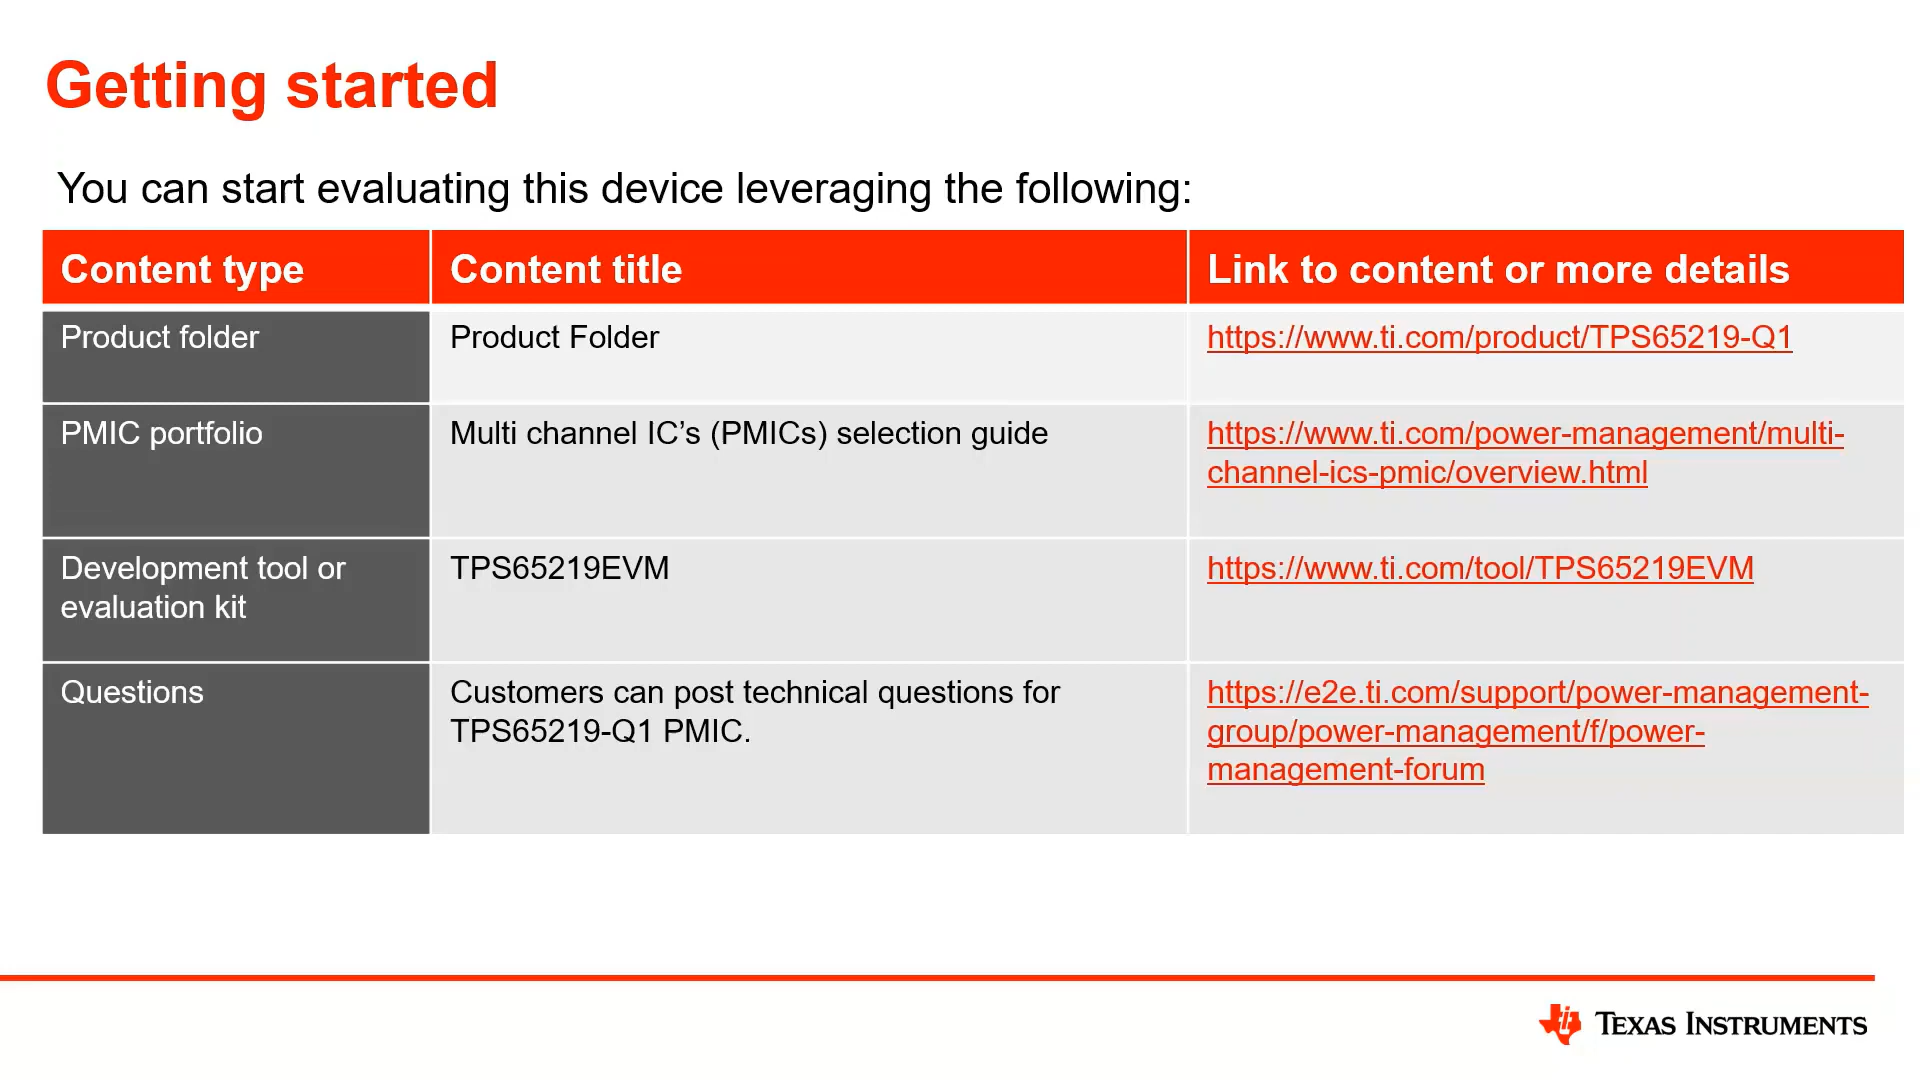 Getting started
You can start evaluating this device leveraging the following:
Content type
Content title
Link to content or more details
Product folder
Product Folder
https://www.ti.com/product/TPS65219-Q1
PMIC portfolio
Multi channel IC’s (PMICs) selection guide
https://www.ti.com/power-management/multi-
channel-ics-pmic/overview.html
Development tool or
evaluation kit
TPS65219EVM
https://www.ti.com/tool/TPS65219EVM
Questions
Customers can post technical questions for
TPS65219-Q1 PMIC.
https://e2e.ti.com/support/power-management-
group/power-management/f/power-
management-forum
TEXAS INSTRUMENTS